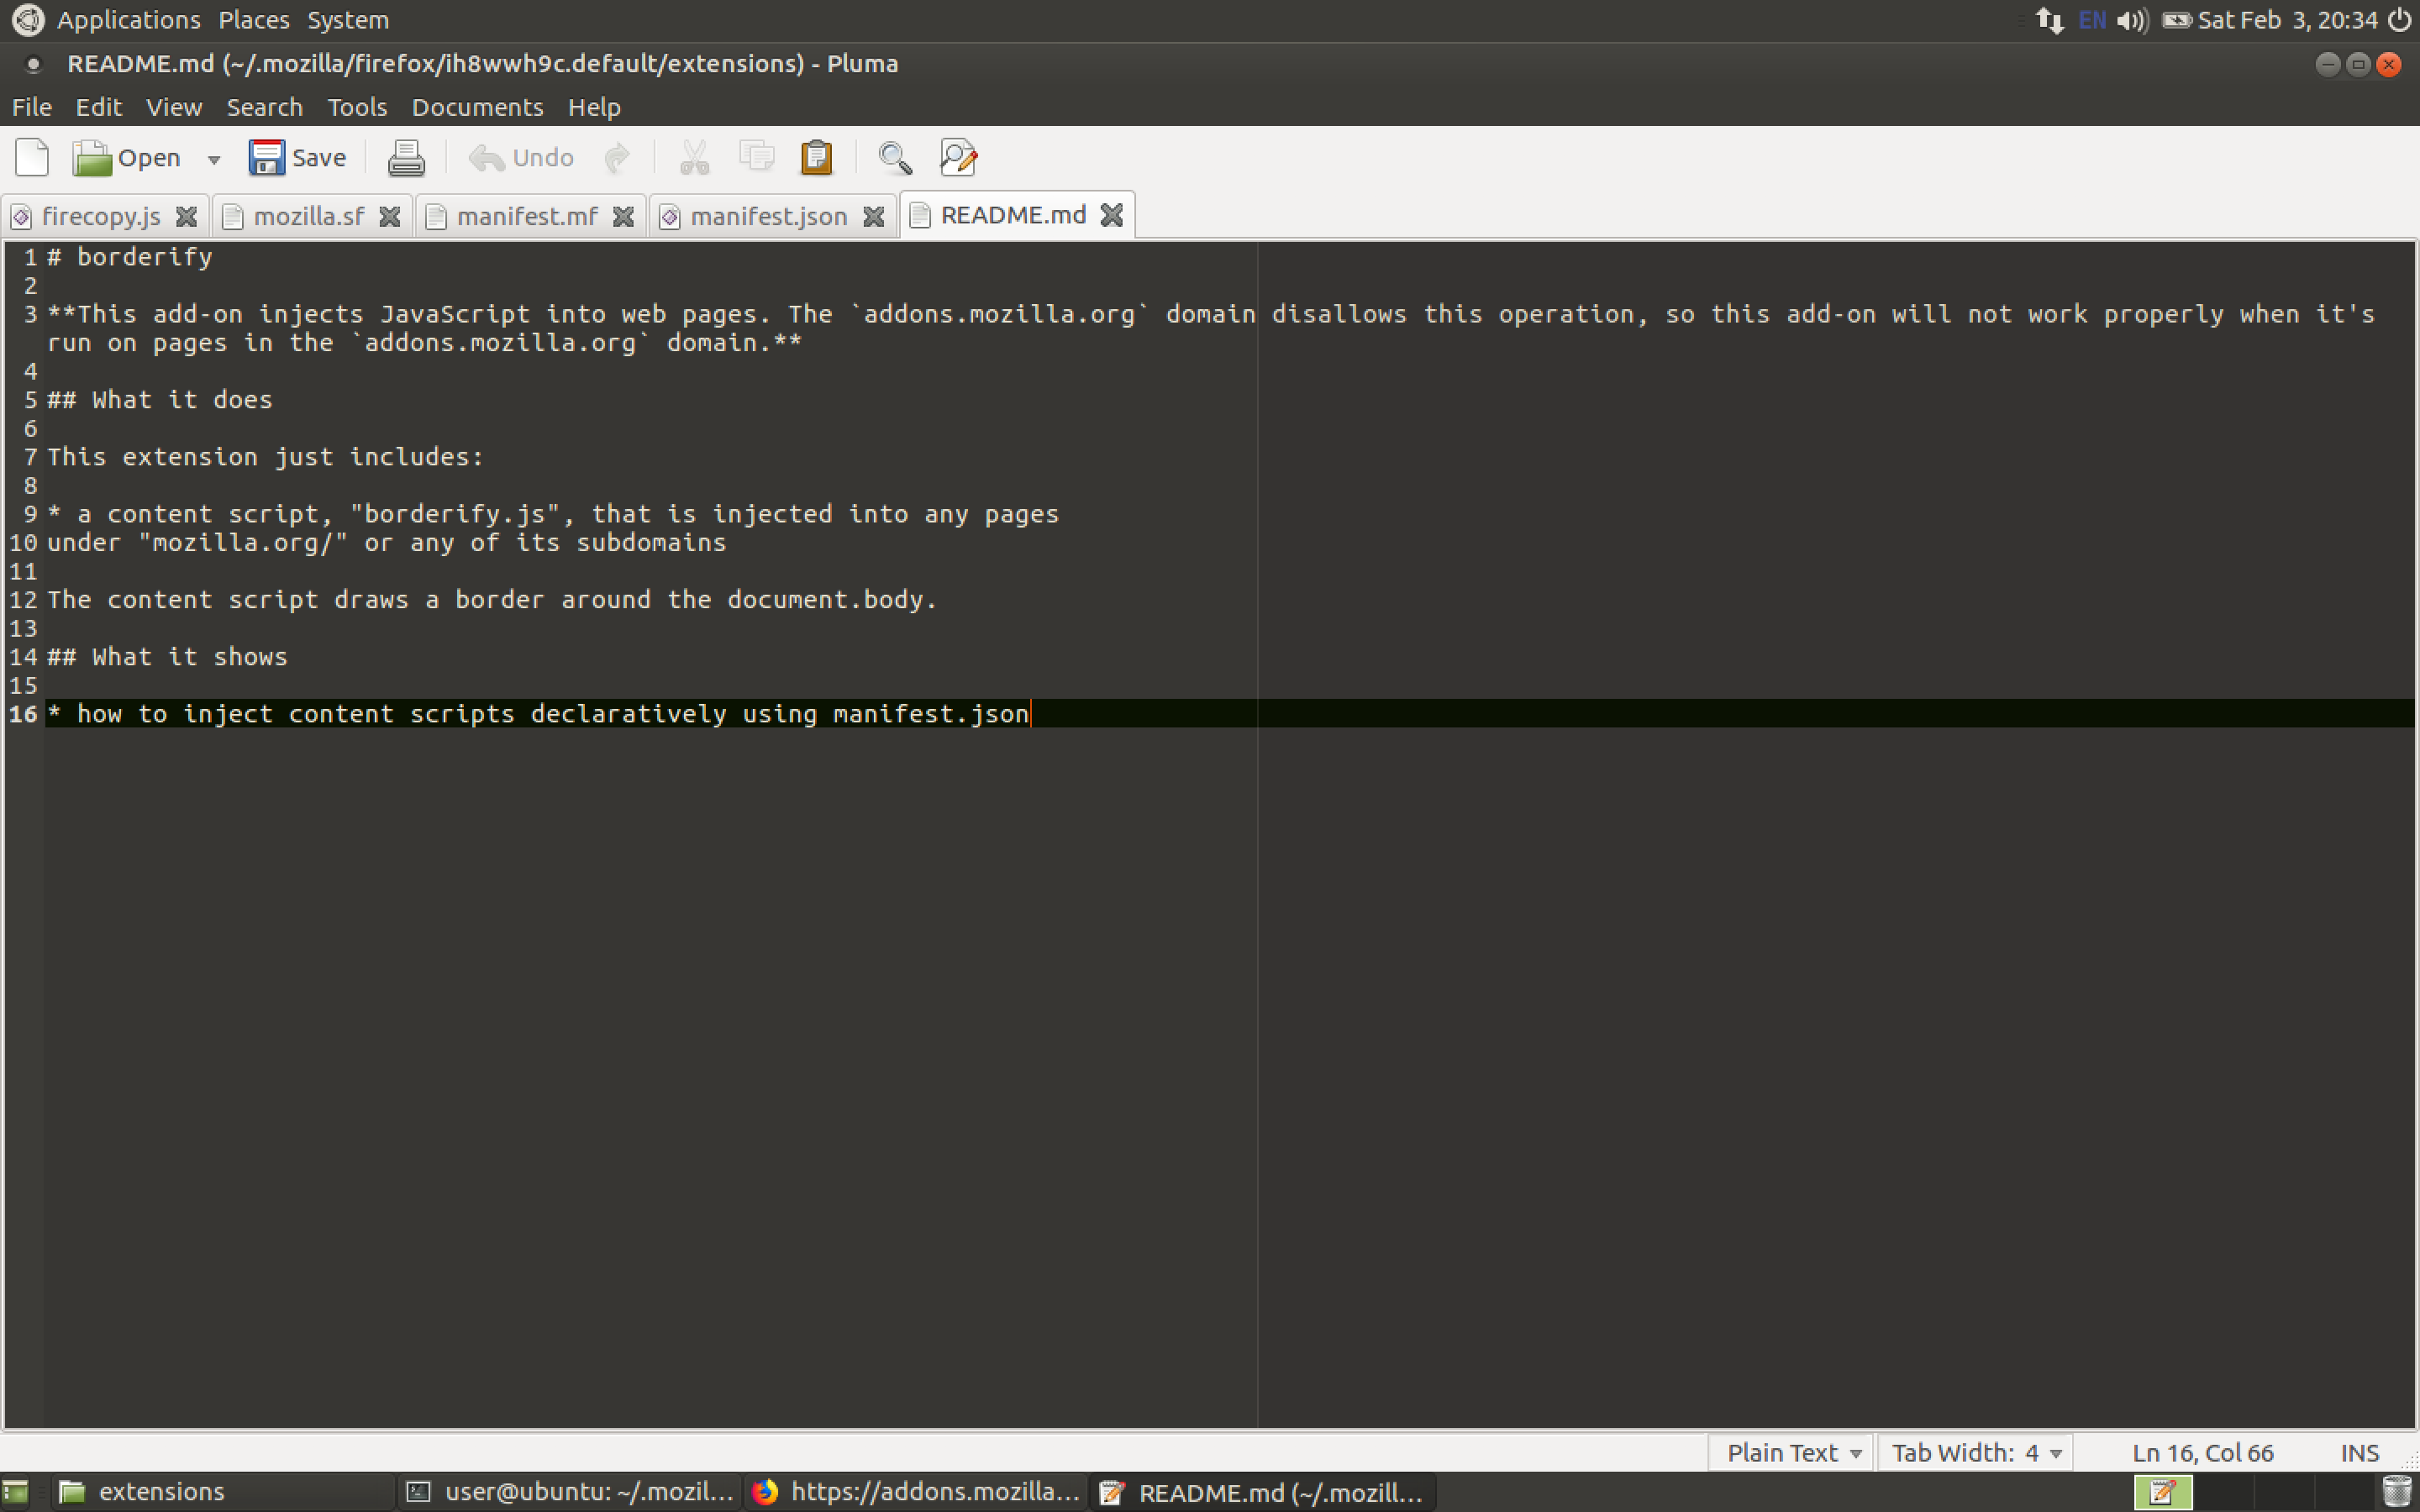 Applications Places System EN Sat Feb 3, 20:34
README.md (~/.mozilla/firefox/ih8wwh9c.default/extensions) - Pluma
File Edit View Search Tools Documents Help
Open Save Undo
firecopy.js mozilla.sf manifest.mf manifest.json README.md
1 # borderify
2
3 **This add-on injects JavaScript into web pages. The `addons.mozilla.org` domain disallows this operation, so this add-on will not work properly when it's
run on pages in the `addons.mozilla.org` domain.**
4
5 ## What it does
6
7 This extension just includes:
8
9 * a content script, "borderify.js", that is injected into any pages
10 under "mozilla.org/" or any of its subdomains
11
12 The content script draws a border around the document.body.
13
14 ## What it shows
15
16 * how to inject content scripts declaratively using manifest.json
Plain Text Tab Width: 4 Ln 16, Col 66 INS
extensions user@ubuntu: ~/.mozil... https://addons.mozilla... README.md (~/.mozill...